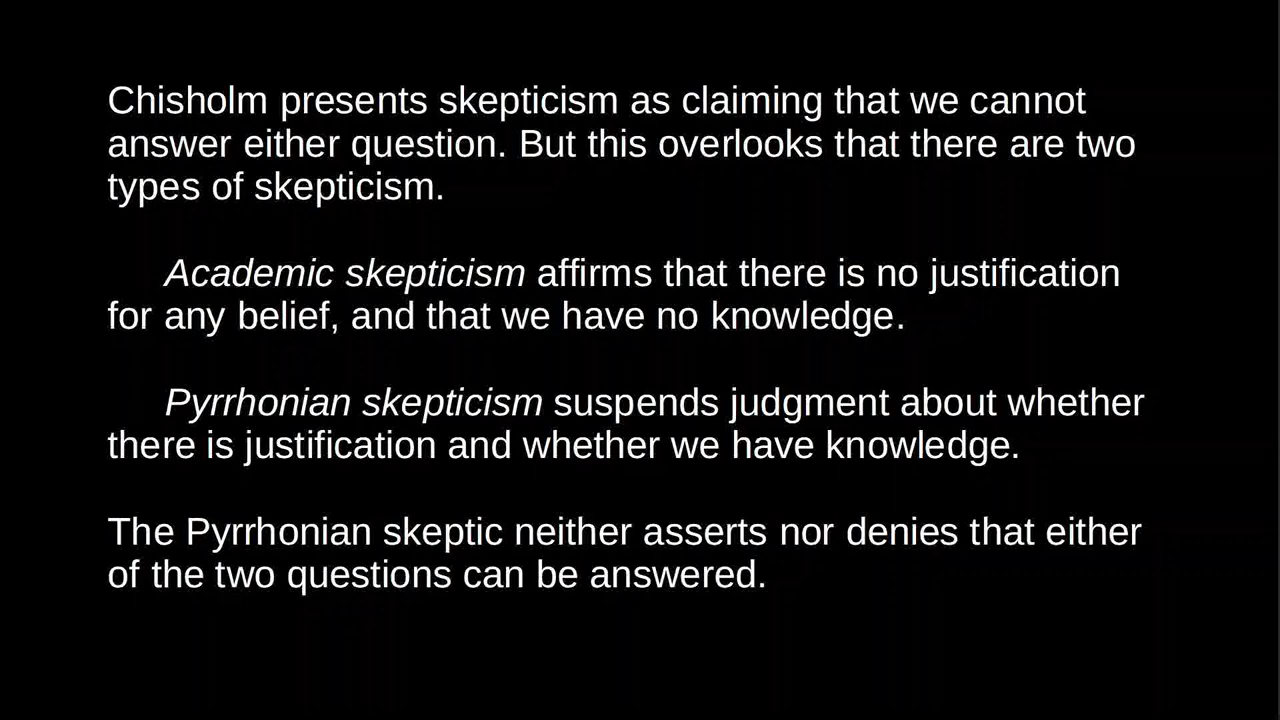 Chisholm presents skepticism as claiming that we cannot
answer either question. But this overlooks that there are two
types of skepticism.
Academic skepticism affirms that there is no justification
for any belief, and that we have no knowledge.
Pyrrhonian skepticism suspends judgment about whether
there is justification and whether we have knowledge.
The Pyrrhonian skeptic neither asserts nor denies that either
of the two questions can be answered.